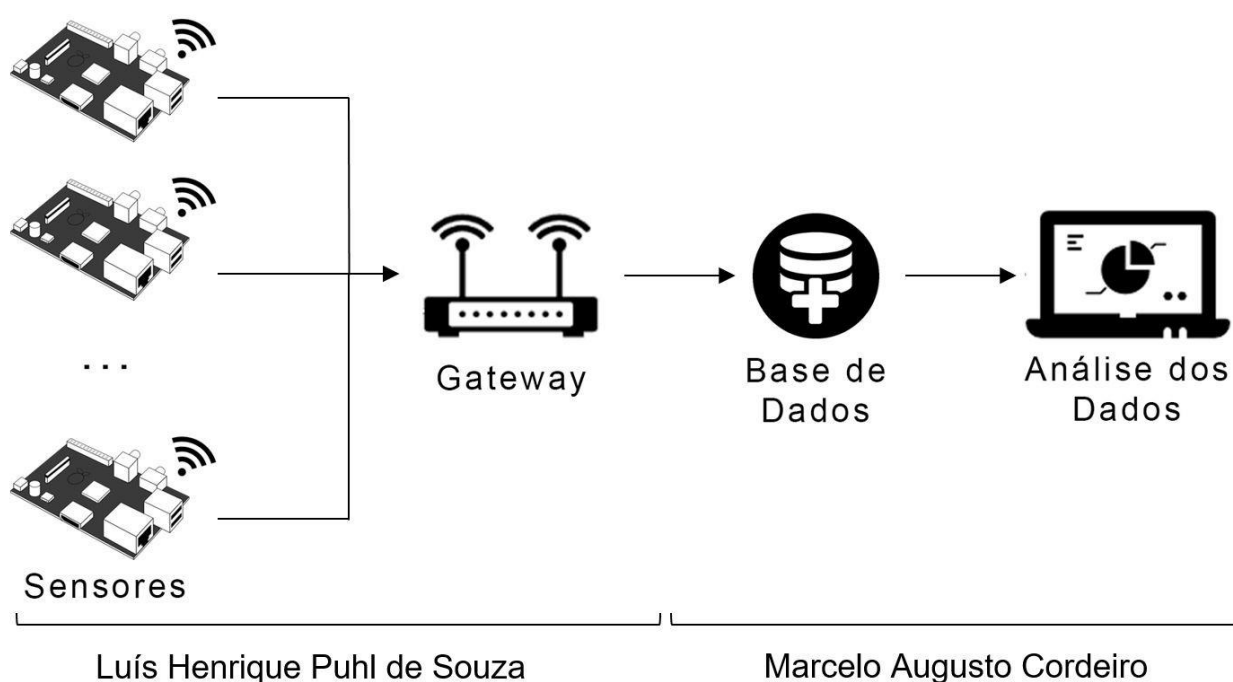 ...
Gateway
Base de
Dados
Análise dos
Dados
Sensores
Luís Henrique Puhl de Souza
Marcelo Augusto Cordeiro